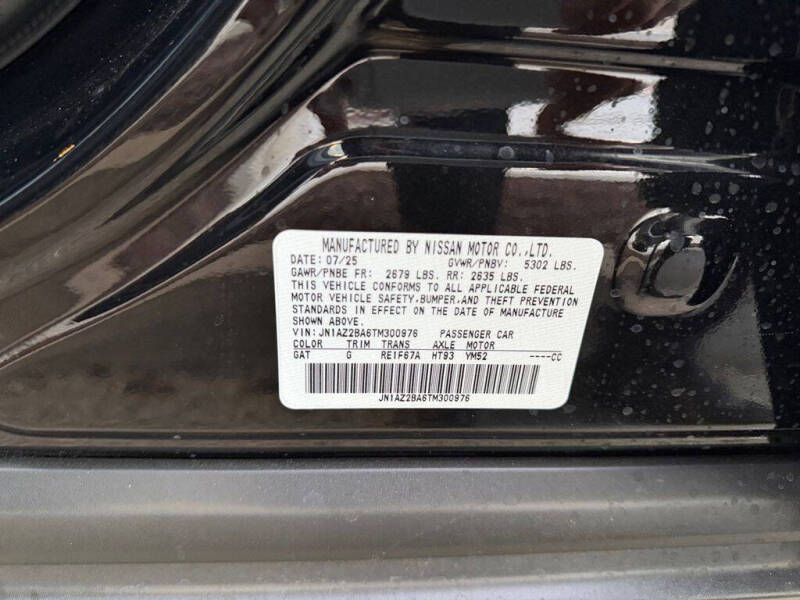 MANUFACTURED BY NISSAN MOTOR CO.,LTD.
DATE: 07/25 GVWR/PNBV: 5302 LBS.
GAWR/PNBE FR: 2679 LBS. RR: 2635 LBS.
THIS VEHICLE CONFORMS TO ALL APPLICABLE FEDERAL
MOTOR VEHICLE SAFETY,BUMPER,AND THEFT PREVENTION
STANDARDS IN EFFECT ON THE DATE OF MANUFACTURE
SHOWN ABOVE.
VIN:JN1AZ2BA6TM300976 PASSENGER CAR
COLOR TRIM TRANS AXLE MOTOR
GAT G RE1F67A HT93 YM52 ----CC
JN1AZ2BA6TM300976